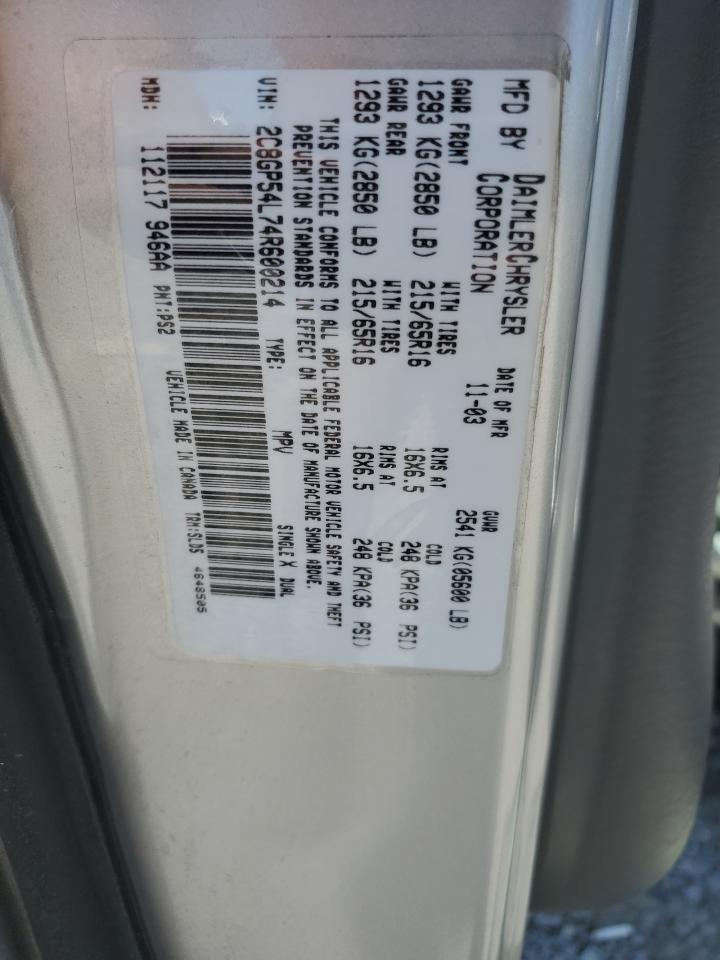 MFD BY DAIMLERCHRYSLER CORPORATION DATE OF MFR 11-03 GVWR 2541 KG(05600 LB)
GAWR FRONT WITH TIRES RIMS AT COLD
1293 KG(2850 LB) 215/65R16 16X6.5 248 KPA(36 PSI)
GAWR REAR WITH TIRES RIMS AT COLD
1293 KG(2850 LB) 215/65R16 16X6.5 248 KPA(36 PSI)
THIS VEHICLE CONFORMS TO ALL APPLICABLE FEDERAL MOTOR VEHICLE SAFETY AND THEFT
PREVENTION STANDARDS IN EFFECT ON THE DATE OF MANUFACTURE SHOWN ABOVE.
VIN: 2C8GP54L74R600214 TYPE: MPV SINGLE X DUAL
MDH: 112117 946AA PNT:PS2 VEHICLE MADE IN CANADA TRM:SLD5 4648505